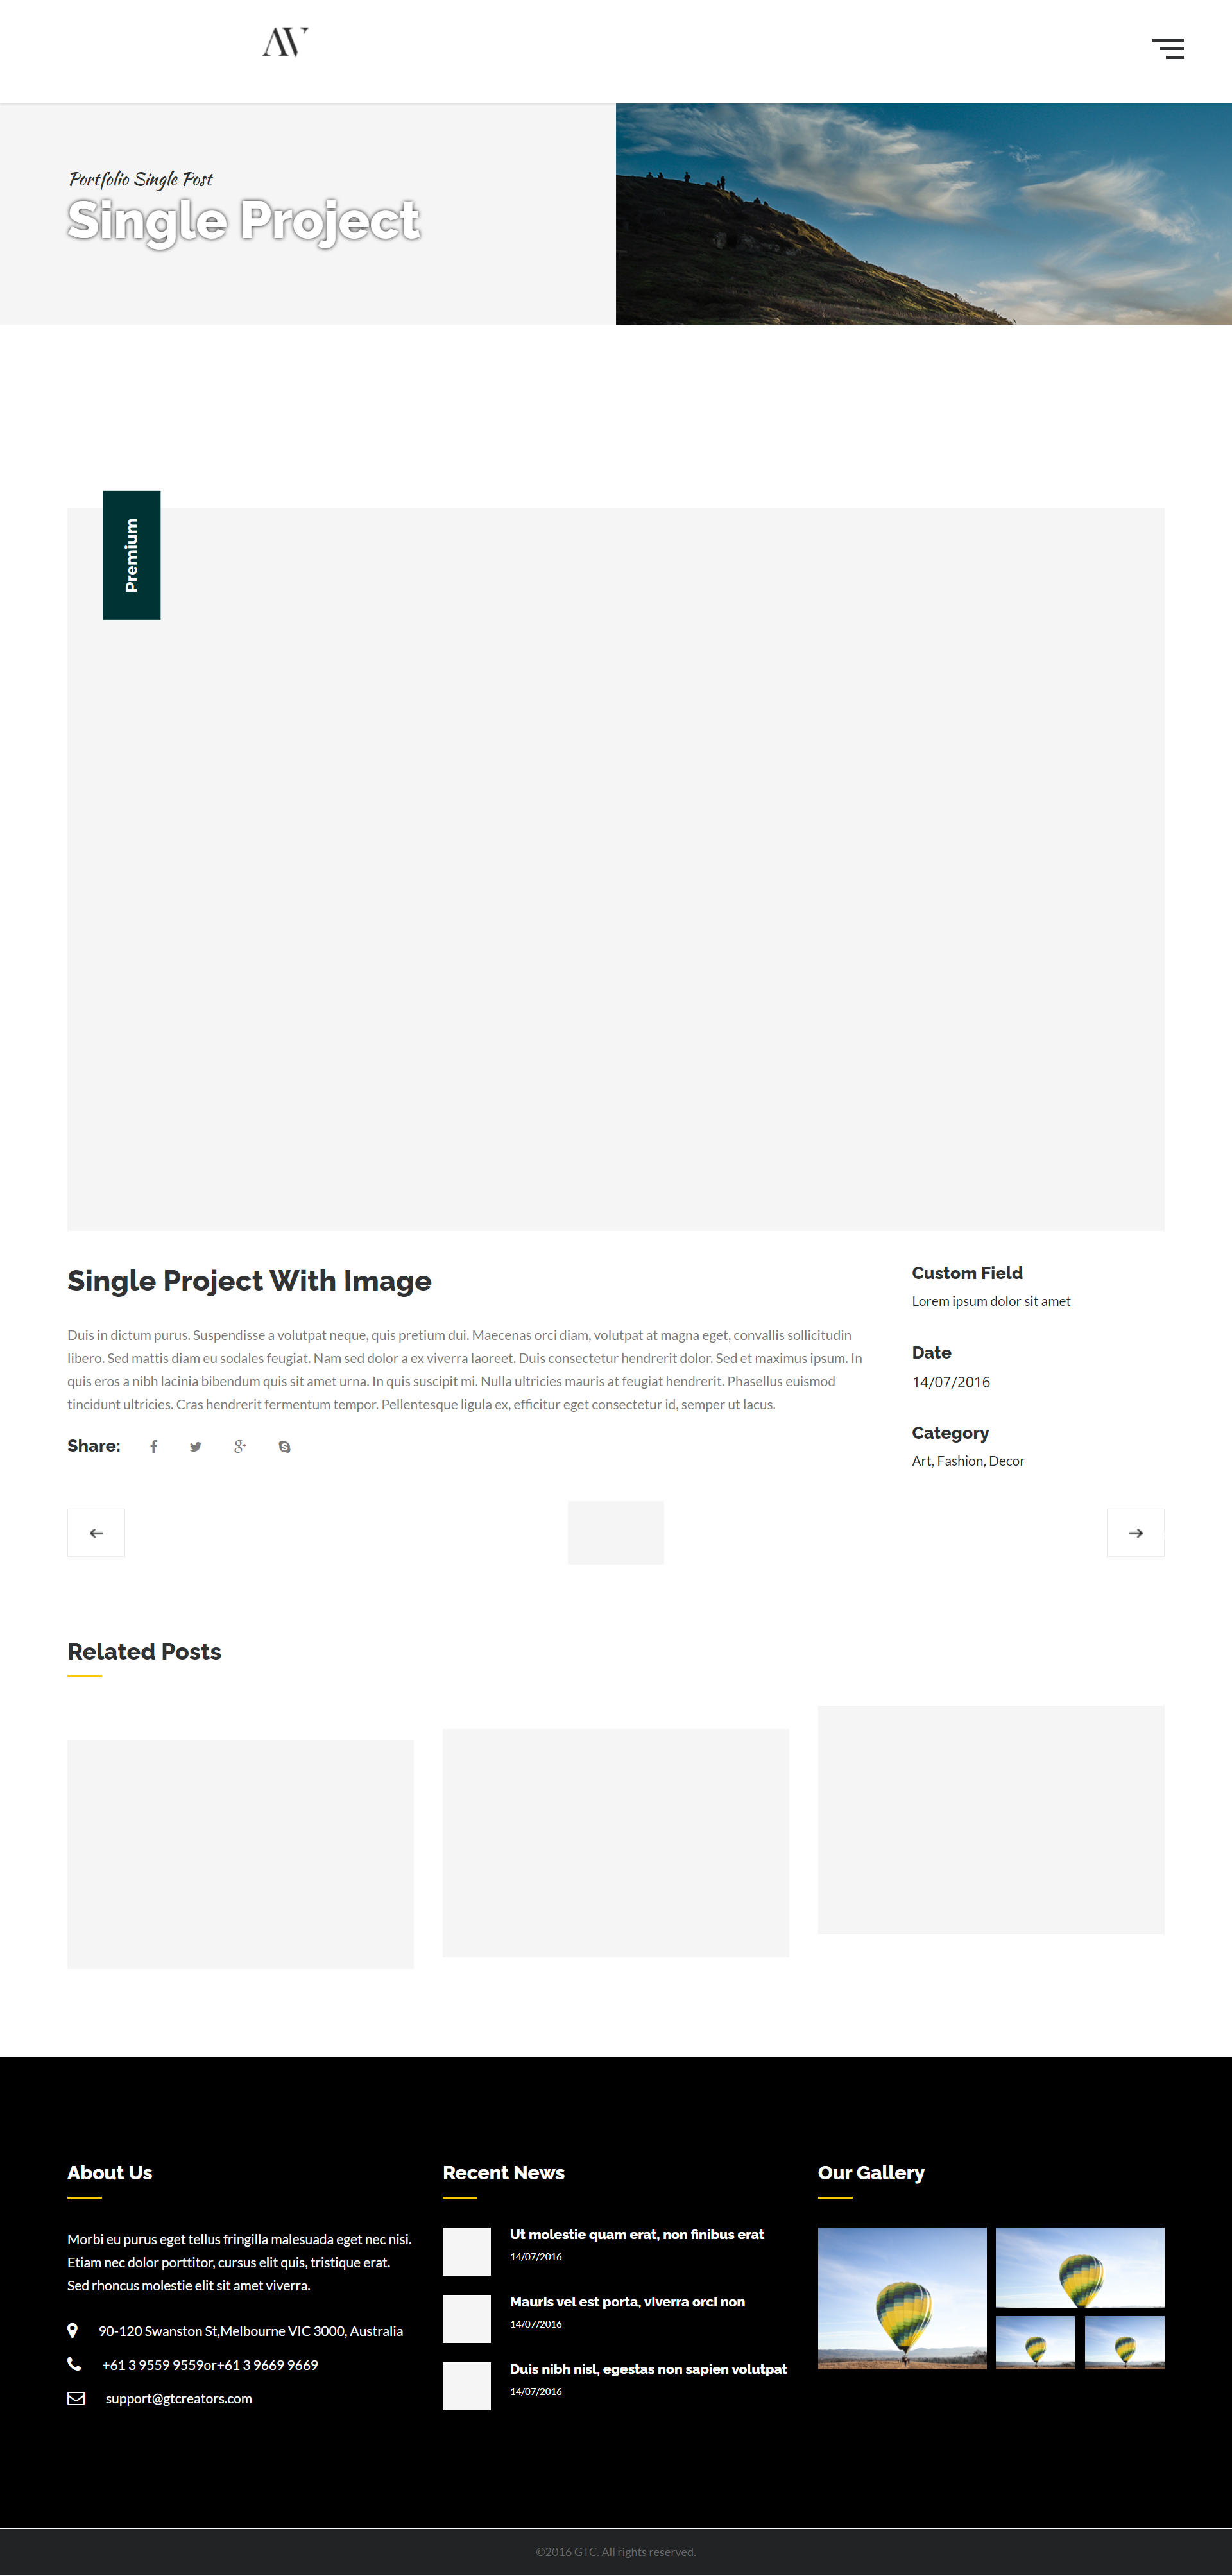 AV
Portfolio Single Post
Single Project
Premium
Single Project With Image
Duis in dictum purus. Suspendisse a volutpat neque, quis pretium dui. Maecenas orci diam, volutpat at magna eget, convallis sollicitudin
libero. Sed mattis diam eu sodales feugiat. Nam sed dolor a ex viverra laoreet. Duis consectetur hendrerit dolor. Sed et maximus ipsum. In
quis eros a nibh lacinia bibendum quis sit amet urna. In quis suscipit mi. Nulla ultricies mauris at feugiat hendrerit. Phasellus euismod
tincidunt ultricies. Cras hendrerit fermentum tempor. Pellentesque ligula ex, efficitur eget consectetur id, semper ut lacus.
Share:
Custom Field
Lorem ipsum dolor sit amet
Date
14/07/2016
Category
Art, Fashion, Decor
Related Posts
About Us
Morbi eu purus eget tellus fringilla malesuada eget nec nisi.
Etiam nec dolor porttitor, cursus elit quis, tristique erat.
Sed rhoncus molestie elit sit amet viverra.
90-120 Swanston St,Melbourne VIC 3000, Australia
+61 3 9559 9559or+61 3 9669 9669
support@gtcreators.com
Recent News
Ut molestie quam erat, non finibus erat
14/07/2016
Mauris vel est porta, viverra orci non
14/07/2016
Duis nibh nisl, egestas non sapien volutpat
14/07/2016
Our Gallery
©2016 GTC. All rights reserved.